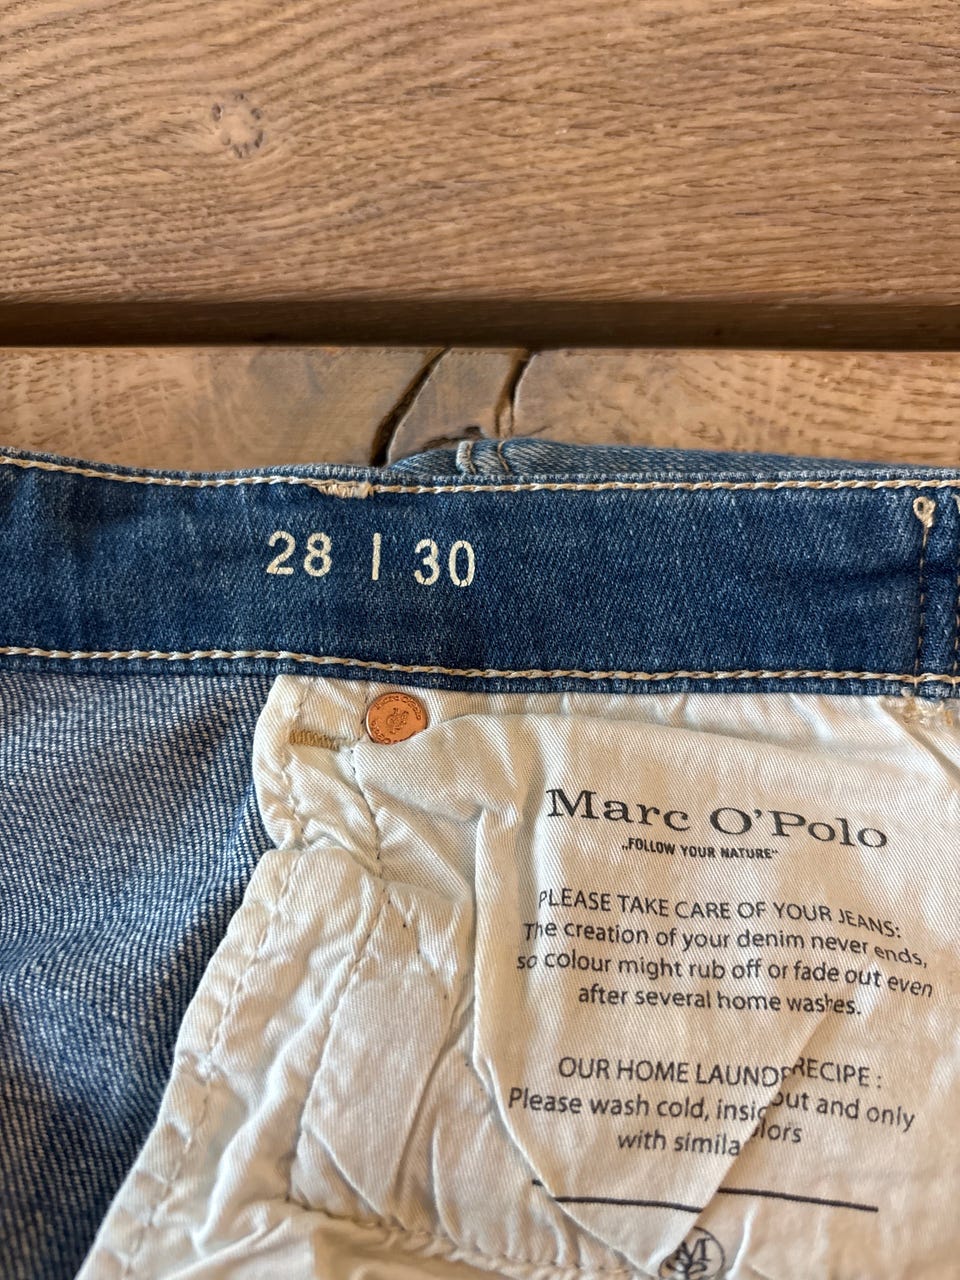 28 | 30
Marc O'Polo
„FOLLOW YOUR NATURE“
PLEASE TAKE CARE OF YOUR JEANS:
The creation of your denim never ends,
so colour might rub off or fade out even
after several home washes.
OUR HOME LAUND RECIPE :
Please wash cold, insid out and only
with simila lors
M